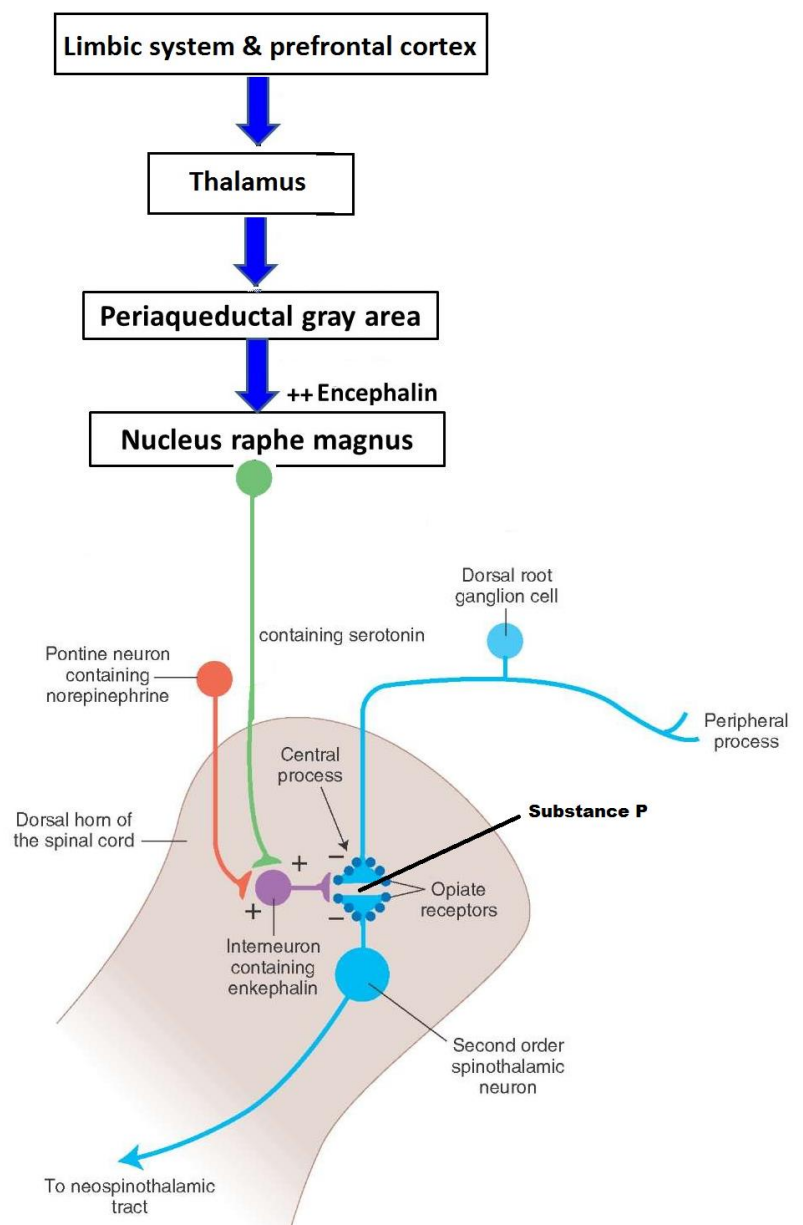 Limbic system & prefrontal cortex
Thalamus
Periaqueductal gray area
++ Encephalin
Nucleus raphe magnus
Dorsal root
ganglion cell
containing serotonin
Pontine neuron
containing
norepinephrine
Peripheral
process
Central
process
Substance P
Dorsal horn of
the spinal cord
+
−
Opiate
receptors
+
−
Interneuron
containing
enkephalin
Second order
spinothalamic
neuron
To neospinothalamic
tract